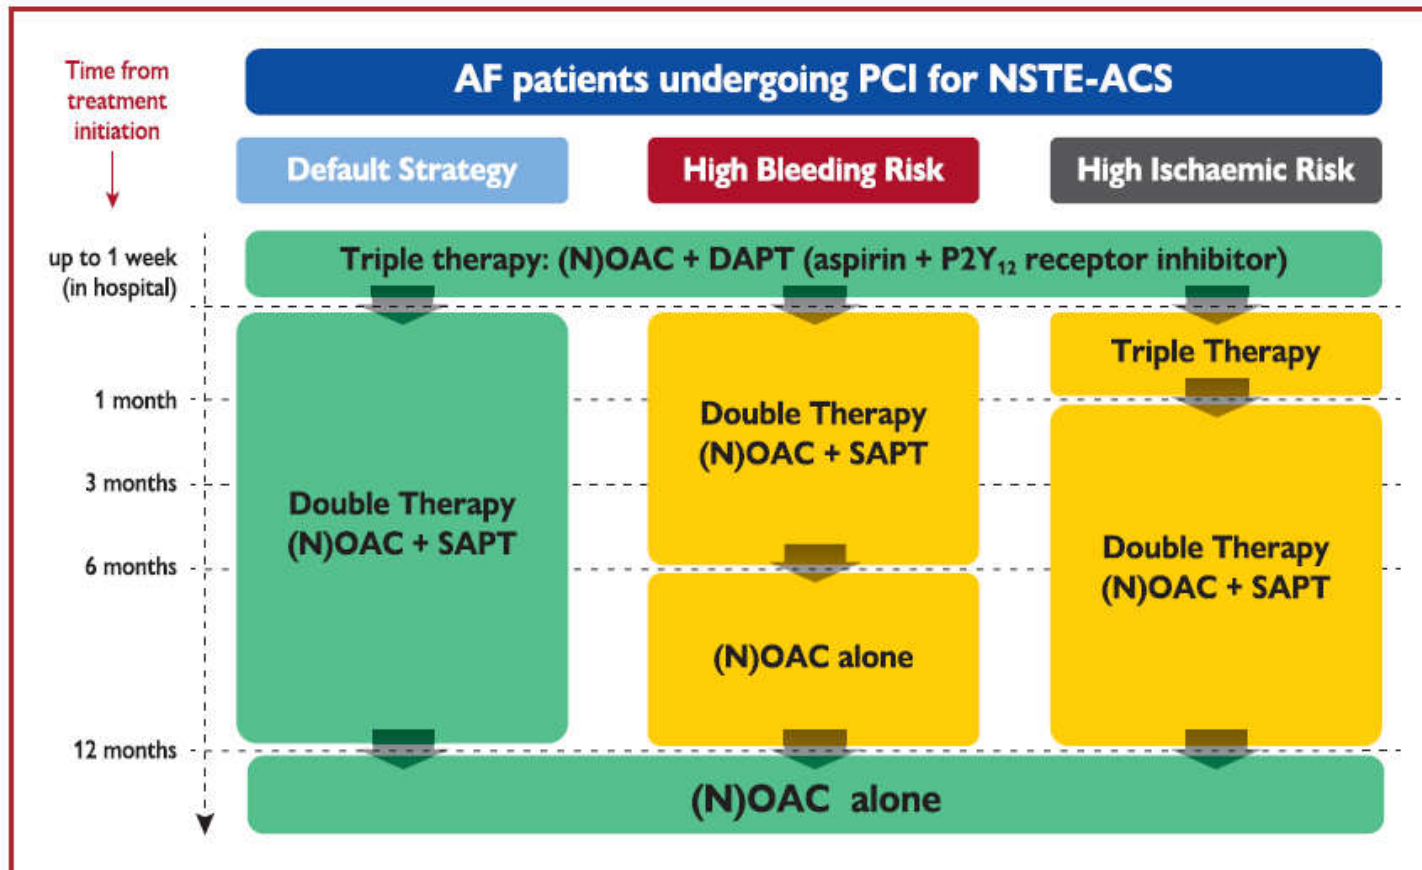 Time from
treatment
initiation
AF patients undergoing PCI for NSTE-ACS
Default Strategy
High Bleeding Risk
High Ischaemic Risk
up to 1 week
(in hospital)
Triple therapy: (N)OAC + DAPT (aspirin + P2Y₁₂ receptor inhibitor)
Triple Therapy
1 month
Double Therapy
(N)OAC + SAPT
3 months
Double Therapy
(N)OAC + SAPT
Double Therapy
(N)OAC + SAPT
6 months
(N)OAC alone
12 months
(N)OAC alone